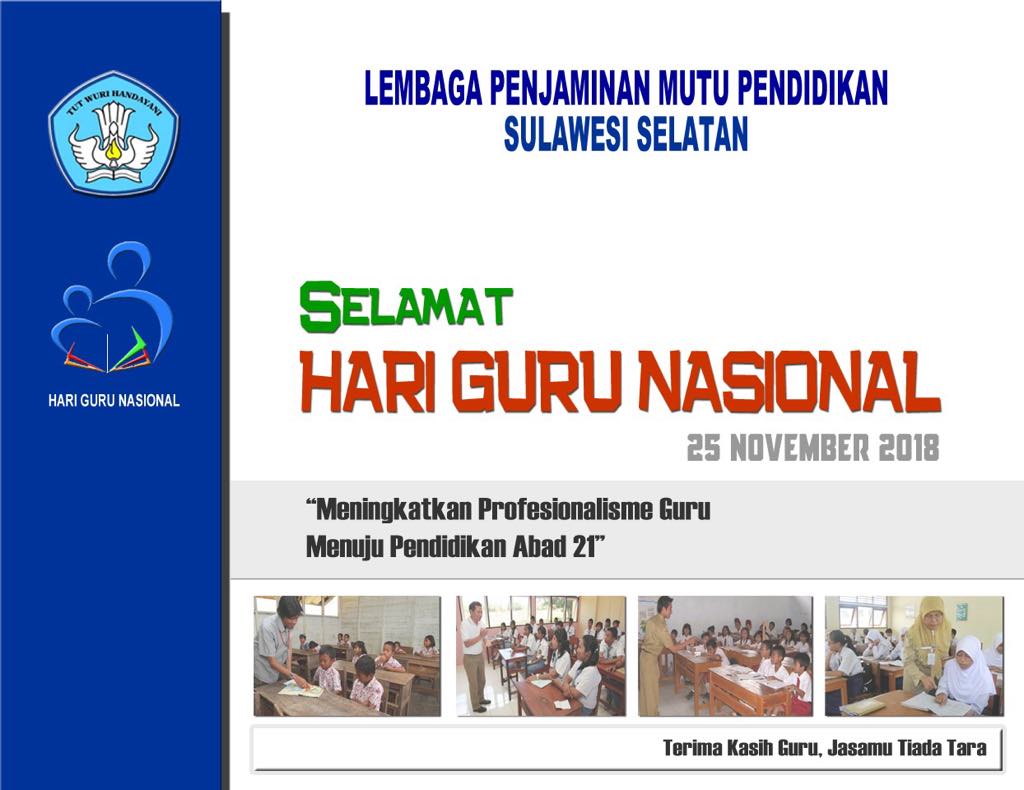 TUT WURI HANDAYANI
HARI GURU NASIONAL
LEMBAGA PENJAMINAN MUTU PENDIDIKAN
SULAWESI SELATAN
SELAMAT
HARI GURU NASIONAL
25 NOVEMBER 2018
“Meningkatkan Profesionalisme Guru
Menuju Pendidikan Abad 21”
Terima Kasih Guru, Jasamu Tiada Tara